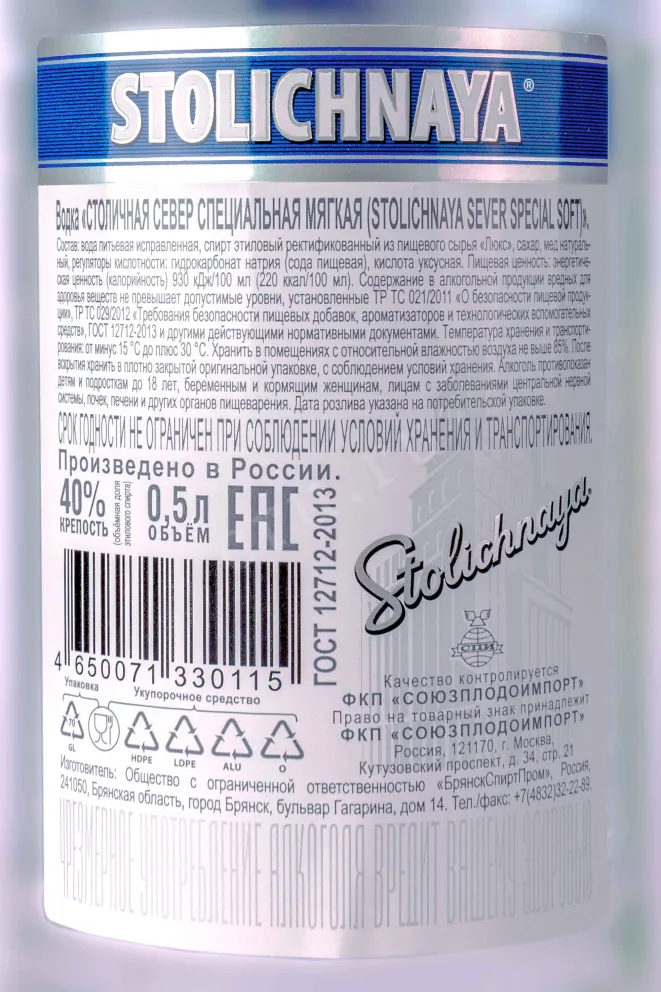 STOLICHNAYA®
Водка «СТОЛИЧНАЯ СЕВЕР СПЕЦИАЛЬНАЯ МЯГКАЯ (STOLICHNAYA SEVER SPECIAL SOFT)».
Состав: вода питьевая исправленная, спирт этиловый ректификованный из пищевого сырья «Люкс», сахар, мед натураль-
ный, регуляторы кислотности: гидрокарбонат натрия (сода пищевая), кислота уксусная. Пищевая ценность: энергетиче-
ская ценность (калорийность) 930 кДж/100 мл (220 ккал/100 мл). Содержание в алкогольной продукции вредных для
здоровья веществ не превышает допустимые уровни, установленные ТР ТС 021/2011 «О безопасности пищевой продук-
ции», ТР ТС 029/2012 «Требования безопасности пищевых добавок, ароматизаторов и технологических вспомогательных
средств», ГОСТ 12712-2013 и другими действующими нормативными документами. Температура хранения и транспорти-
рования: от минус 15 °С до плюс 30 °С. Хранить в помещениях с относительной влажностью воздуха не выше 85%. После
вскрытия хранить в плотно закрытой оригинальной упаковке, с соблюдением условий хранения. Алкоголь противопоказан
детям и подросткам до 18 лет, беременным и кормящим женщинам, лицам с заболеваниями центральной нервной
системы, почек, печени и других органов пищеварения. Дата розлива указана на потребительской упаковке.
СРОК ГОДНОСТИ НЕ ОГРАНИЧЕН ПРИ СОБЛЮДЕНИИ УСЛОВИЙ ХРАНЕНИЯ И ТРАНСПОРТИРОВАНИЯ.
Произведено в России.
40% КРЕПОСТЬ
(объёмная доля этилового спирта)
0,5 л ОБЪЁМ
EAC
ГОСТ 12712-2013
Stolichnaya®
СПИ
4 650071 330115
Качество контролируется
ФКП «СОЮЗПЛОДОИМПОРТ»
Право на товарный знак принадлежит
ФКП «СОЮЗПЛОДОИМПОРТ»
Россия, 121170, г. Москва,
Кутузовский проспект, д. 34, стр. 21
Упаковка Укупорочное средство
70
GL HDPE LDPE ALU O
Изготовитель: Общество с ограниченной ответственностью «БрянскСпиртПром», Россия,
241050, Брянская область, город Брянск, бульвар Гагарина, дом 14. Тел./факс: +7(4832)32-22-89.
ЧРЕЗМЕРНОЕ УПОТРЕБЛЕНИЕ АЛКОГОЛЯ ВРЕДИТ ВАШЕМУ ЗДОРОВЬЮ